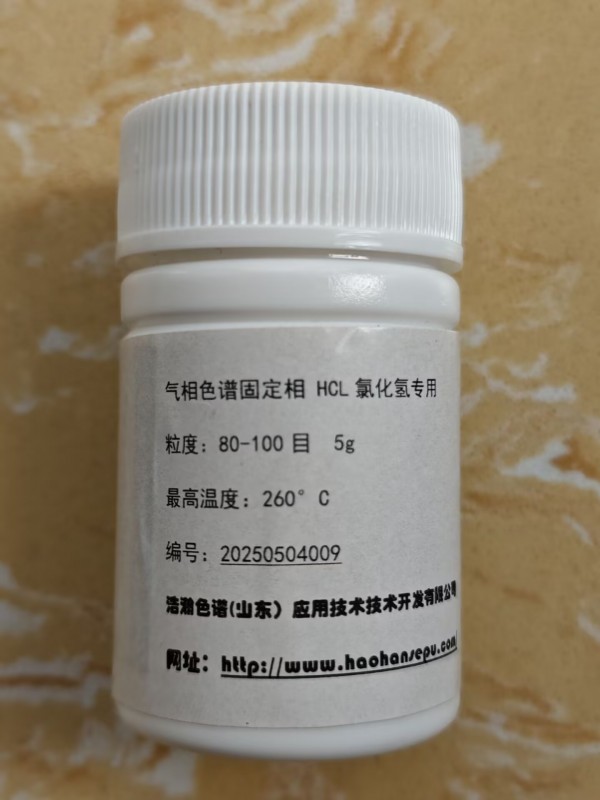 气相色谱固定相 HCL 氯化氢专用
粒度：80-100 目 5g
最高温度：260°C
编号：20250504009
浩瀚色谱(山东）应用技术技术开发有限公司
网址：http://www.haohansepu.com/